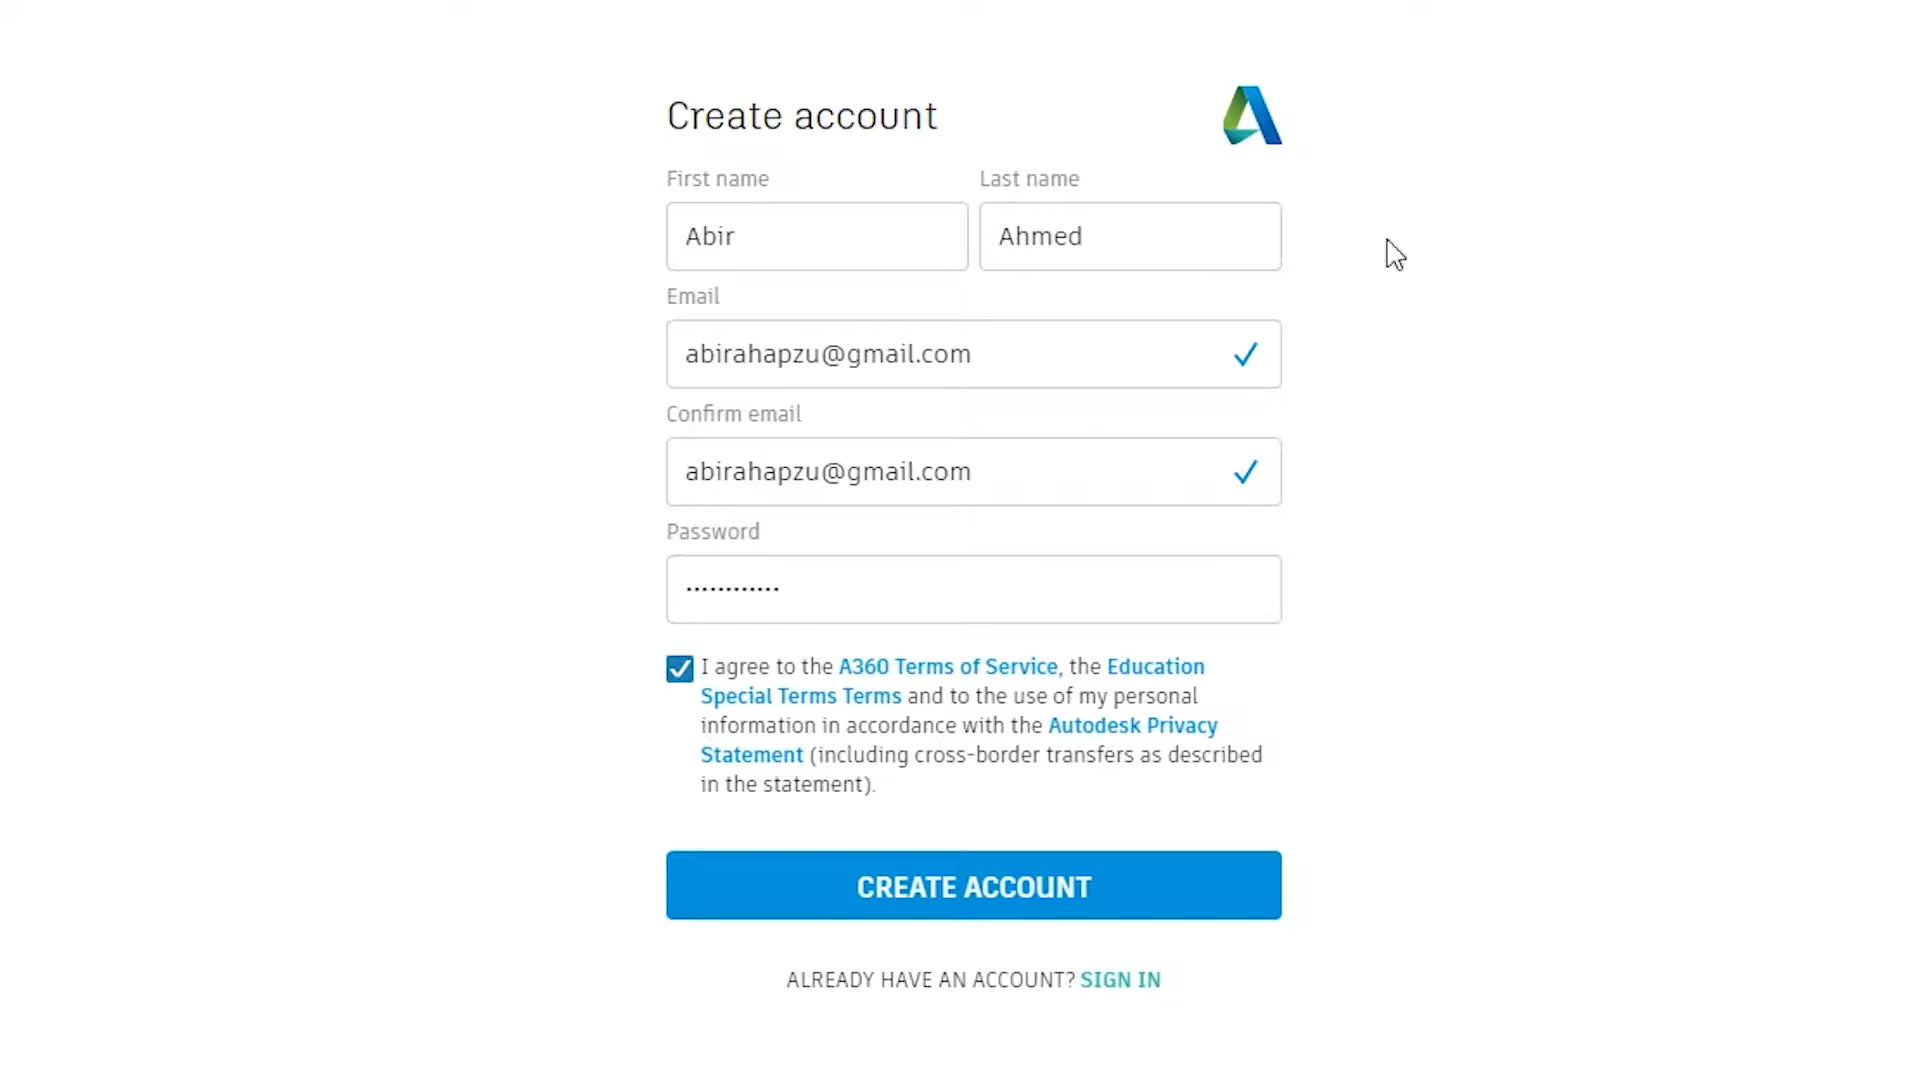 Create account
First name
Last name
Abir
Ahmed
Email
abirahapzu@gmail.com
Confirm email
abirahapzu@gmail.com
Password
............
I agree to the A360 Terms of Service, the Education
Special Terms Terms and to the use of my personal
information in accordance with the Autodesk Privacy
Statement (including cross-border transfers as described
in the statement).
CREATE ACCOUNT
ALREADY HAVE AN ACCOUNT? SIGN IN